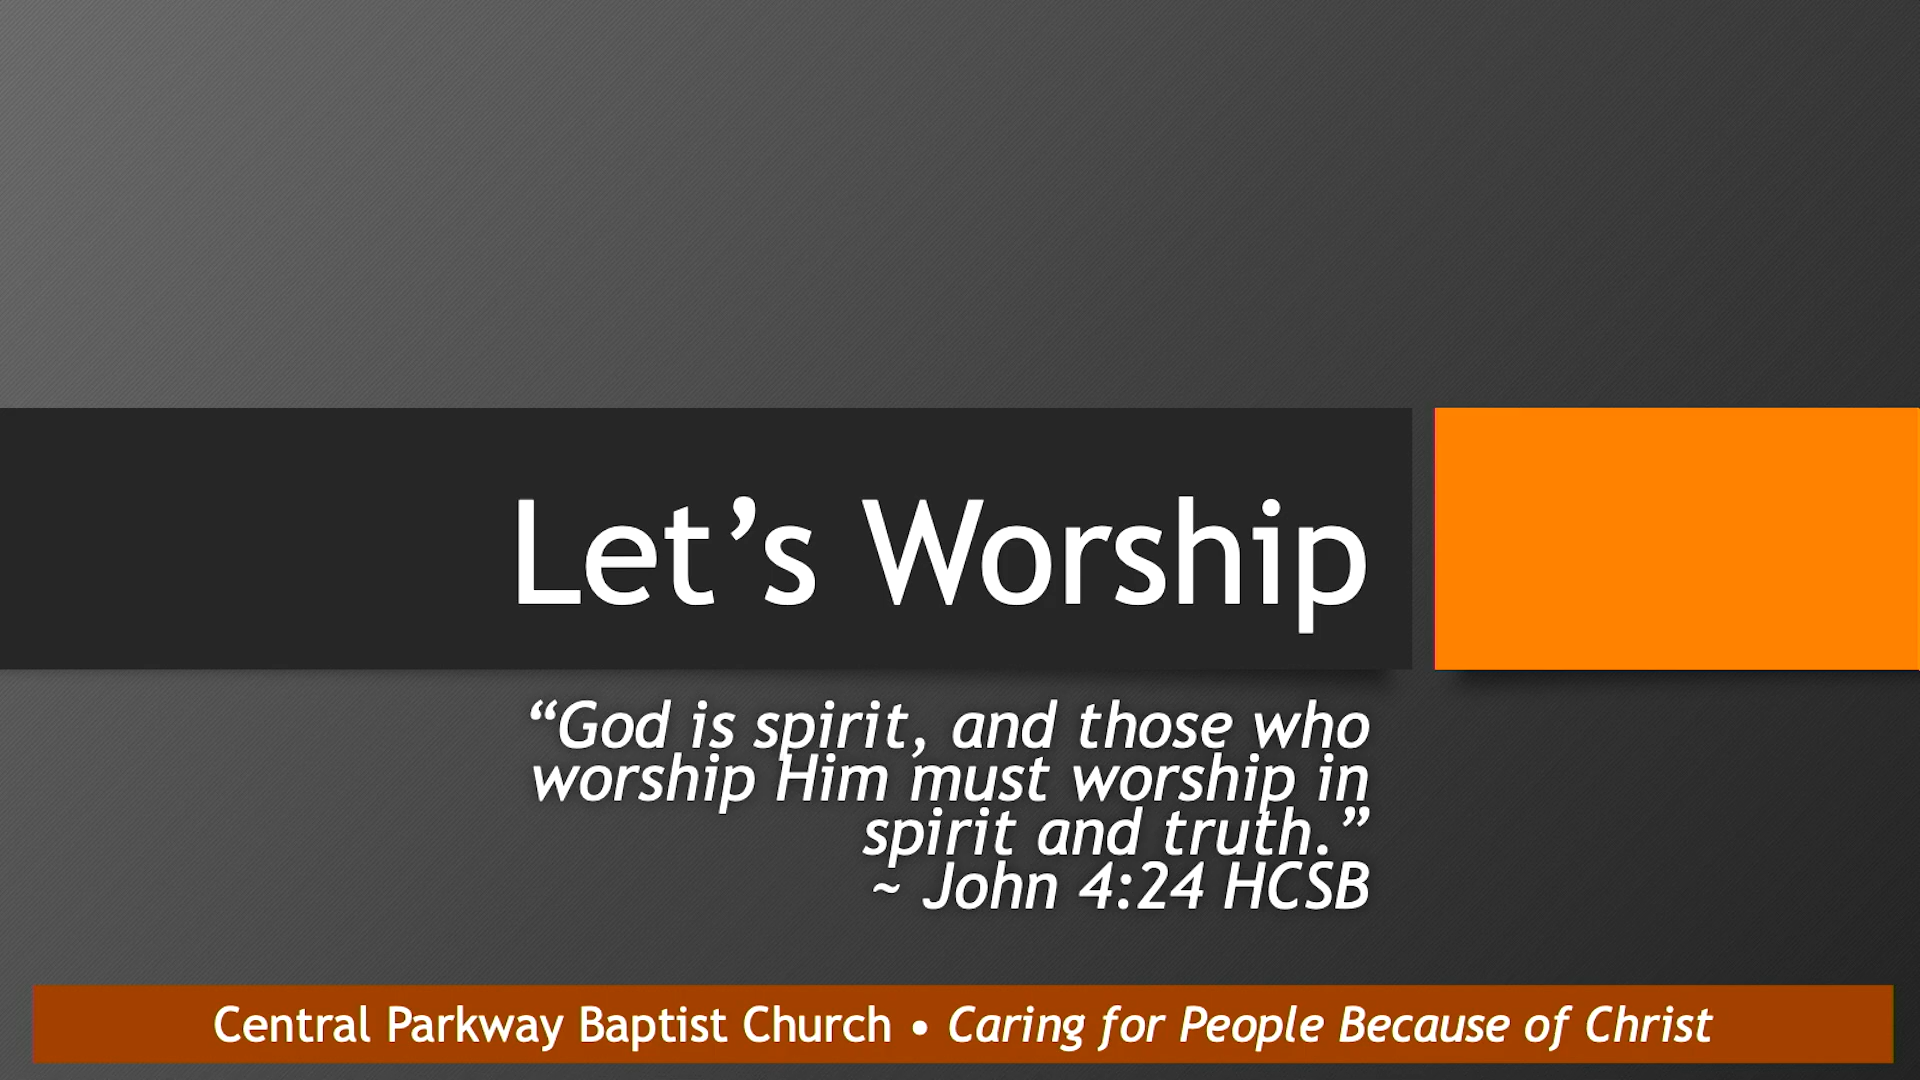 Let’s Worship
“God is spirit, and those who
worship Him must worship in
spirit and truth.”
~ John 4:24 HCSB
Central Parkway Baptist Church • Caring for People Because of Christ